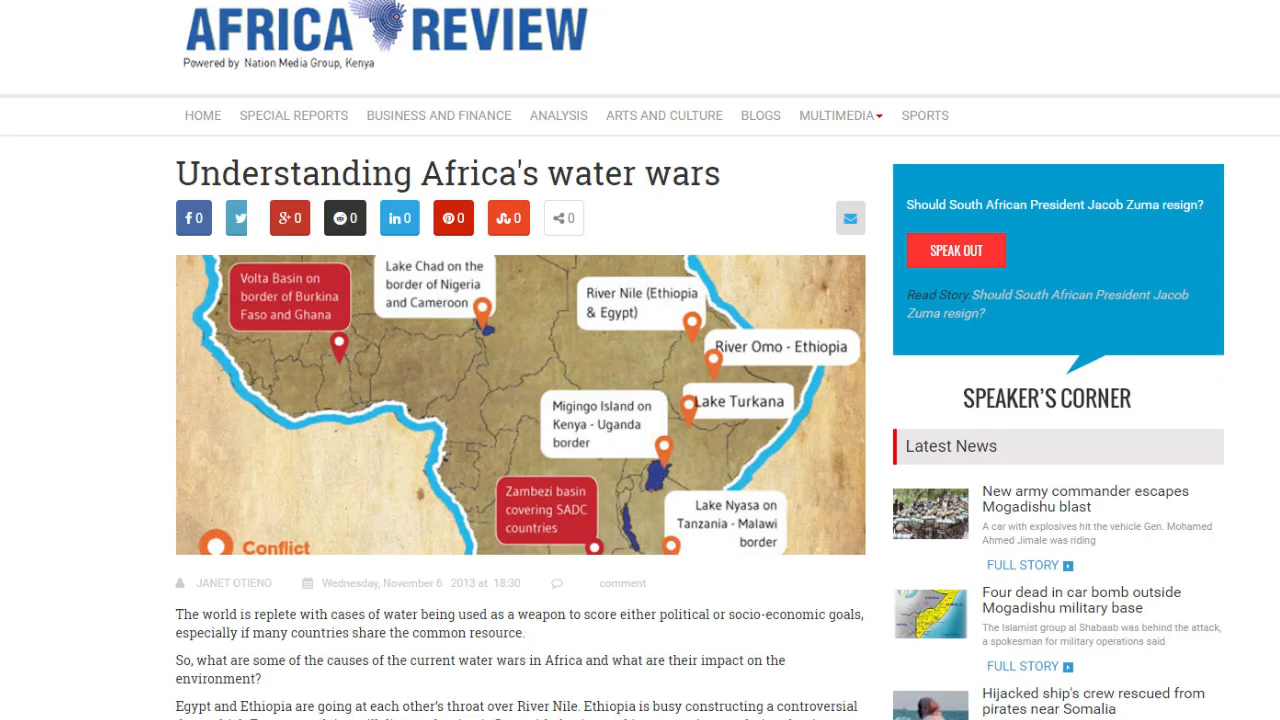 AFRICA REVIEW
Powered by Nation Media Group, Kenya
HOME SPECIAL REPORTS BUSINESS AND FINANCE ANALYSIS ARTS AND CULTURE BLOGS MULTIMEDIA SPORTS
Understanding Africa's water wars
0 0 0 0 0 0 0
Volta Basin on
border of Burkina
Faso and Ghana
Lake Chad on the
border of Nigeria
and Cameroon
River Nile (Ethiopia
& Egypt)
River Omo - Ethiopia
Lake Turkana
Migingo Island on
Kenya - Uganda
border
Zambezi basin
covering SADC
countries
Lake Nyasa on
Tanzania - Malawi
border
Conflict
JANET OTIENO Wednesday, November 6 2013 at 18:30 comment
The world is replete with cases of water being used as a weapon to score either political or socio-economic goals,
especially if many countries share the common resource.
So, what are some of the causes of the current water wars in Africa and what are their impact on the
environment?
Egypt and Ethiopia are going at each other's throat over River Nile. Ethiopia is busy constructing a controversial
Should South African President Jacob Zuma resign?
SPEAK OUT
Read Story:Should South African President Jacob
Zuma resign?
SPEAKER'S CORNER
Latest News
New army commander escapes
Mogadishu blast
A car with explosives hit the vehicle Gen. Mohamed
Ahmed Jimale was riding
FULL STORY
Four dead in car bomb outside
Mogadishu military base
The Islamist group al Shabaab was behind the attack,
a spokesman for military operations said
FULL STORY
Hijacked ship's crew rescued from
pirates near Somalia